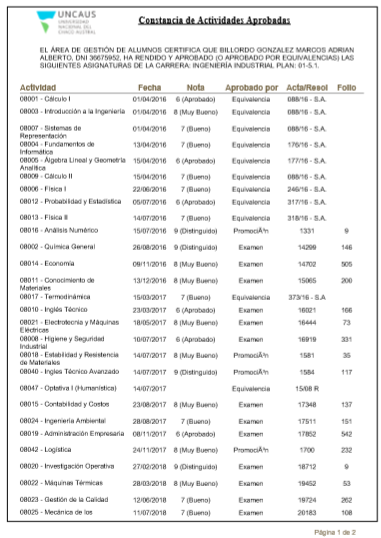 UNCAUS
UNIVERSIDAD
NACIONAL DEL
CHACO AUSTRAL
Constancia de Actividades Aprobadas
EL ÁREA DE GESTIÓN DE ALUMNOS CERTIFICA QUE BILLORDO GONZALEZ MARCOS ADRIAN
ALBERTO, DNI 36675952, HA RENDIDO Y APROBADO (O APROBADO POR EQUIVALENCIAS) LAS
SIGUIENTES ASIGNATURAS DE LA CARRERA: INGENIERÍA INDUSTRIAL PLAN: 01-5.1.
Actividad Fecha Nota Aprobado por Acta/Resol Folio
08001 - Cálculo I 01/04/2016 6 (Aprobado) Equivalencia 088/16 - S.A.
08003 - Introducción a la Ingeniería 01/04/2016 8 (Muy Bueno) Equivalencia 088/16 - S.A.
08007 - Sistemas de 01/04/2016 7 (Bueno) Equivalencia 088/16 - S.A.
Representación
08004 - Fundamentos de 13/04/2016 7 (Bueno) Equivalencia 176/16 - S.A.
Informática
08005 - Álgebra Lineal y Geometría 15/04/2016 6 (Aprobado) Equivalencia 177/16 - S.A.
Analítica
08009 - Cálculo II 15/04/2016 7 (Bueno) Equivalencia 088/16 - S.A.
08006 - Física I 22/06/2016 7 (Bueno) Equivalencia 246/16 - S.A.
08012 - Probabilidad y Estadística 05/07/2016 6 (Aprobado) Equivalencia 317/16 - S.A.
08013 - Física II 14/07/2016 7 (Bueno) Equivalencia 318/16 - S.A.
08016 - Análisis Numérico 15/07/2016 9 (Distinguido) PromociÃ³n 1331 9
08002 - Química General 26/08/2016 9 (Distinguido) Examen 14299 146
08014 - Economía 09/11/2016 8 (Muy Bueno) Examen 14702 505
08011 - Conocimiento de 13/12/2016 8 (Muy Bueno) Examen 15065 200
Materiales
08017 - Termodinámica 15/03/2017 7 (Bueno) Equivalencia 373/16 - S.A
08010 - Inglés Técnico 23/03/2017 6 (Aprobado) Examen 16021 166
08021 - Electrotecnia y Máquinas 18/05/2017 8 (Muy Bueno) Examen 16444 73
Eléctricas
08008 - Higiene y Seguridad 10/07/2017 6 (Aprobado) Examen 16919 331
Industrial
08018 - Estabilidad y Resistencia 14/07/2017 8 (Muy Bueno) PromociÃ³n 1581 35
de Materiales
08040 - Ingles Técnico Avanzado 14/07/2017 9 (Distinguido) PromociÃ³n 1584 117
08047 - Optativa I (Humanística) 14/07/2017 Equivalencia 15/08 R
08015 - Contabilidad y Costos 23/08/2017 8 (Muy Bueno) Examen 17348 137
08024 - Ingeniería Ambiental 28/08/2017 7 (Bueno) Examen 17511 151
08019 - Administración Empresaria 08/11/2017 6 (Aprobado) Examen 17852 542
08042 - Logística 24/11/2017 8 (Muy Bueno) PromociÃ³n 1700 232
08020 - Investigación Operativa 27/02/2018 9 (Distinguido) Examen 18712 9
08022 - Máquinas Térmicas 28/03/2018 8 (Muy Bueno) Examen 19452 53
08023 - Gestión de la Calidad 12/06/2018 7 (Bueno) Examen 19724 262
08025 - Mecánica de los 11/07/2018 7 (Bueno) Examen 20183 108
Página 1 de 2